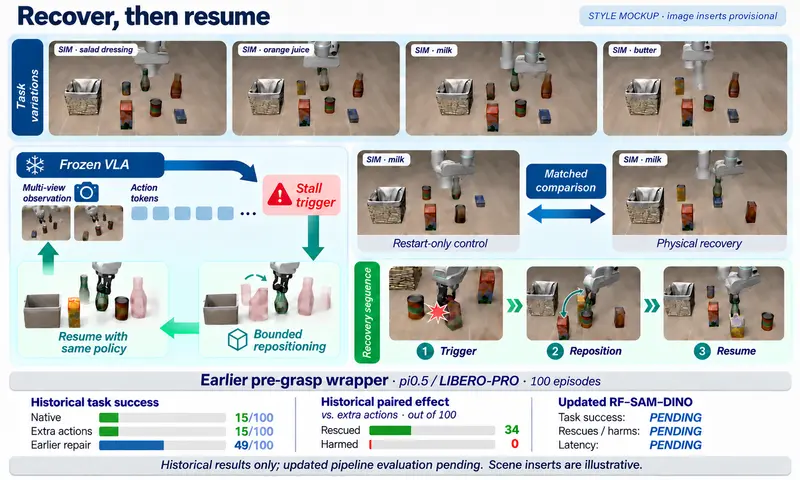 Recover, then resume
STYLE MOCKUP · image inserts provisional
Task variations
SIM · salad dressing
SIM · orange juice
SIM · milk
SIM · butter
Frozen VLA
Multi-view
observation
Action
tokens
...
Stall
trigger
Resume with
same policy
Bounded
repositioning
SIM · milk
Matched
comparison
SIM · milk
Restart-only control
Physical recovery
Recovery sequence
1 Trigger
2 Reposition
3 Resume
Earlier pre-grasp wrapper · pi0.5 / LIBERO-PRO · 100 episodes
Historical task success
Native 15/100
Extra actions 15/100
Earlier repair 49/100
Historical paired effect
vs. extra actions · out of 100
Rescued 34
Harmed 0
Updated RF-SAM-DINO
Task success: PENDING
Rescues / harms: PENDING
Latency: PENDING
Historical results only; updated pipeline evaluation pending. Scene inserts are illustrative.